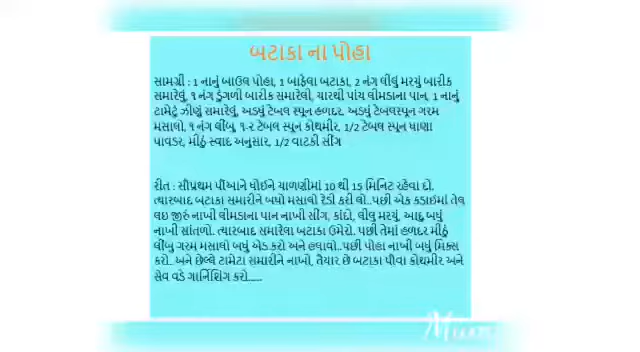 બટાકા ના પોહા
સામગ્રી : 1 નાનું બાઉલ પોહા, 1 બાફેલા બટાકા, 2 નંગ લીલું મરચું બારીક
સમારેલું, ૧ નંગ ડુંગળી બારીક સમારેલી, ચારથી પાંચ લીમડાના પાન, 1 નાનું
ટામેટું ઝીણું સમારેલું, અડધું ટેબલ સ્પૂન હળદર, અડધું ટેબલસ્પૂન ગરમ
મસાલો, ૧ નંગ લીંબુ, ૧-૨ ટેબલ સ્પૂન કોથમીર, 1/2 ટેબલ સ્પૂન ધાણા
પાવડર, મીઠું સ્વાદ અનુસાર, 1/2 વાટકી સીંગ
રીત : સૌપ્રથમ પૌંઆને ધોઈને ચાળણીમાં 10 થી 15 મિનિટ રહેવા દો.
ત્યારબાદ બટાકા સમારીને બધો મસાલો રેડી કરી લો..પછી એક કડાઈમાં તેલ
લઇ જીરું નાખી લીમડાના પાન નાખી સીંગ, કાંદો, લીલુ મરચું, આદુ બધું
નાખી સાંતળો. ત્યારબાદ સમારેલા બટાકા ઉમેરો. પછી તેમાં હળદર મીઠું
લીંબુ ગરમ મસાલો બધું એડ કરો અને હલાવો..પછી પોહા નાખી બધું મિક્સ
કરો.. અને છેલ્લે ટામેટા સમારીને નાખો, તૈયાર છે બટાકા પૌવા કોથમીર અને
સેવ વડે ગાર્નિશિંગ કરો.....